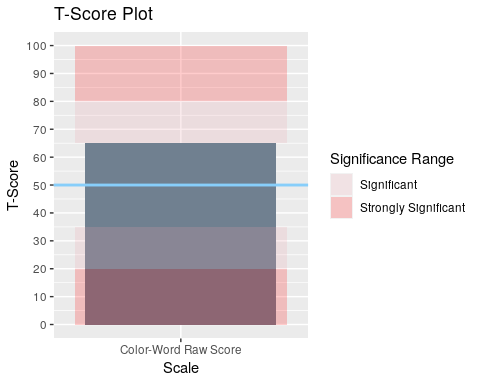 T-Score Plot
100
90
80
70
60
50
40
30
20
10
0
T-Score
Color-Word Raw Score
Scale
Significance Range
Significant
Strongly Significant